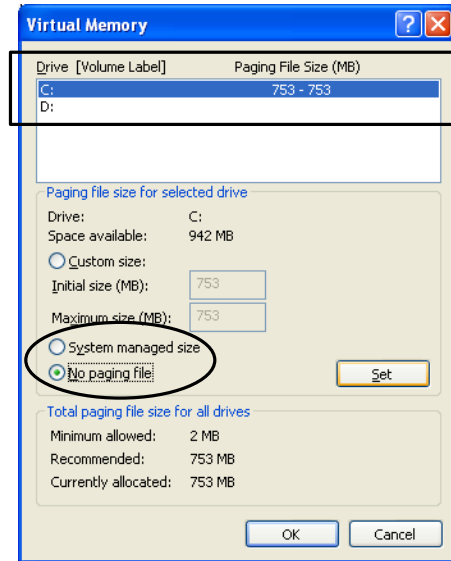 Virtual Memory
Drive [Volume Label] Paging File Size (MB)
C: 753 - 753
D:
Paging file size for selected drive
Drive: C:
Space available: 942 MB
Custom size:
Initial size (MB): 753
Maximum size (MB): 753
System managed size
No paging file
Set
Total paging file size for all drives
Minimum allowed: 2 MB
Recommended: 753 MB
Currently allocated: 753 MB
OK Cancel